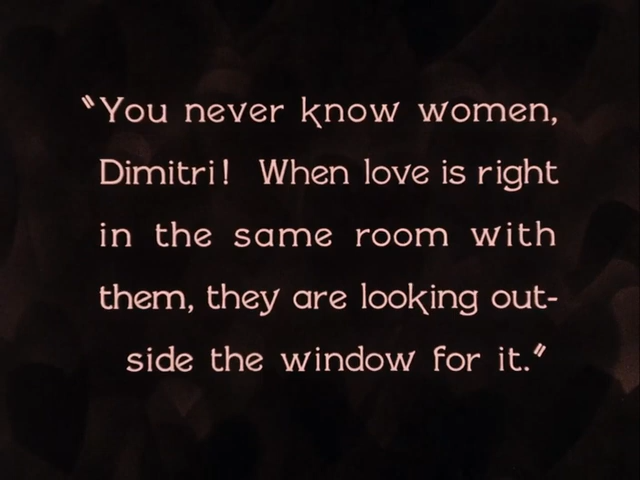 "You never know women,
Dimitri! When love is right
in the same room with
them, they are looking out-
side the window for it."